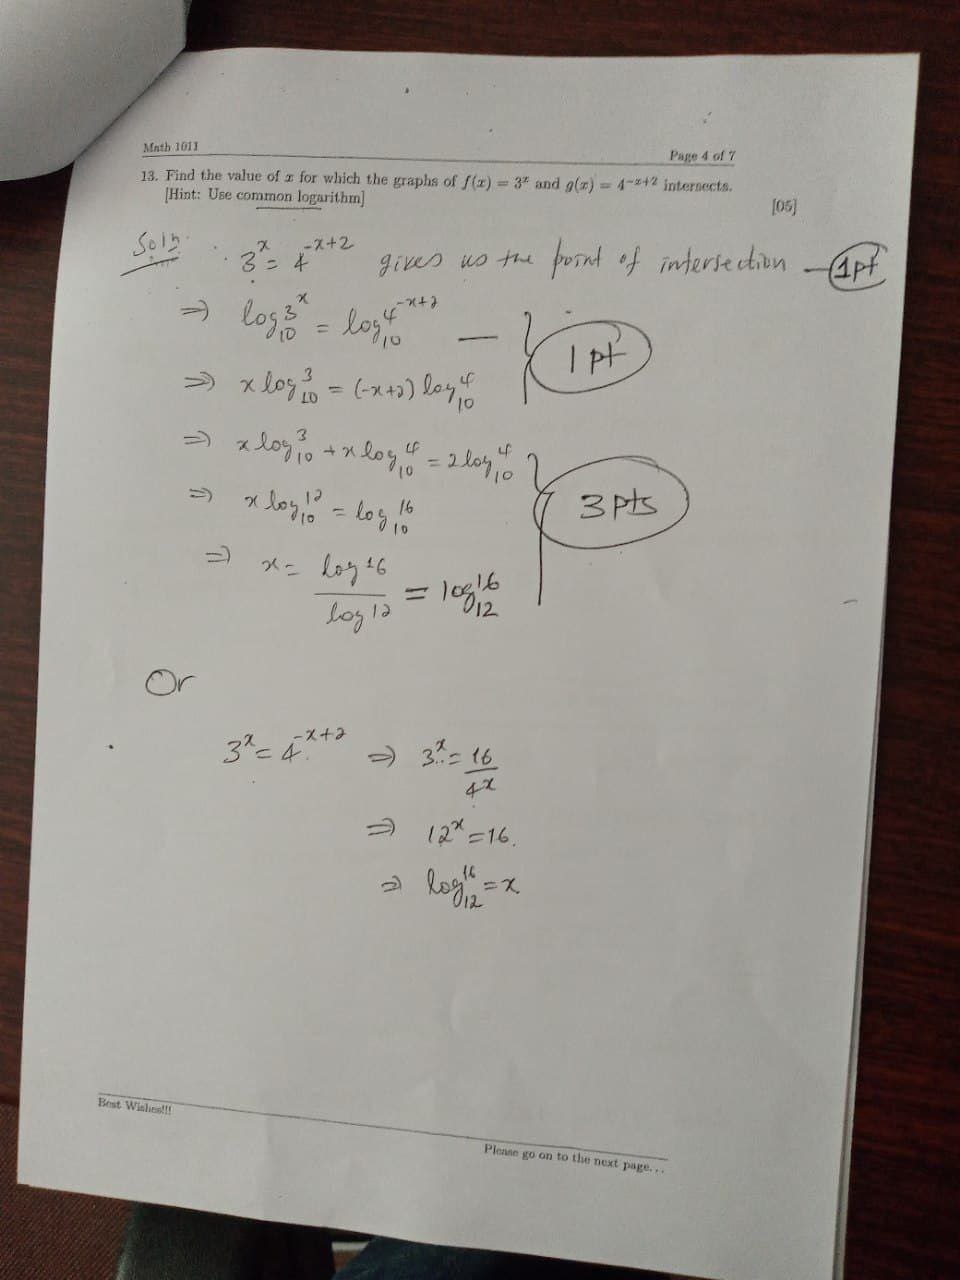 Math 1011
Page 4 of 7
13. Find the value of x for which the graphs of f(x) = 3^x and g(x) = 4^{-x+2} intersects.
[Hint: Use common logarithm]
[05]
Soln: 3^x = 4^{-x+2} gives us the point of intersection — 1pt
⇒ log_{10} 3^x = log_{10} 4^{-x+2} —
1 pt
⇒ x log_{10} 3 = (-x+2) log_{10} 4
⇒ x log_{10} 3 + x log_{10} 4 = 2 log_{10} 4
3 pts
⇒ x log_{10} 12 = log_{10} 16
⇒ x = log 16 / log 12 = log_{12} 16
Or
3^x = 4^{-x+2} ⇒ 3^x = 16 / 4^x
⇒ 12^x = 16.
⇒ log_{12} 16 = x
Best Wishes!!!
Please go on to the next page...